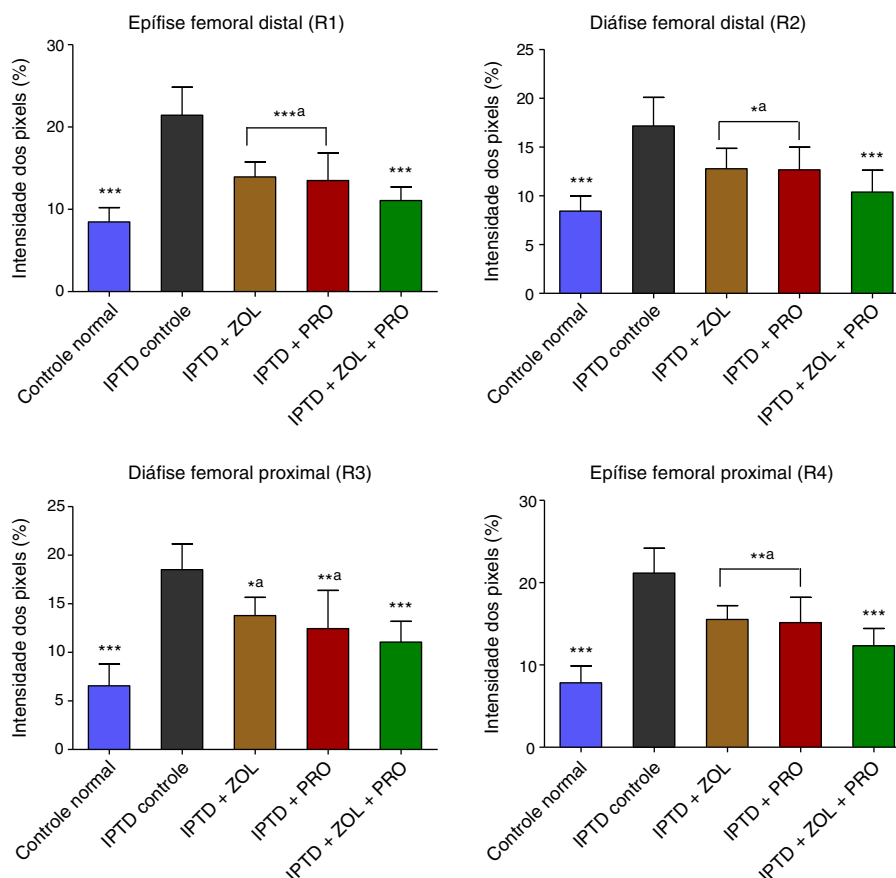 Epífise femoral distal (R1)
Intensidade dos pixels (%)
30
20
10
0
***
***a
***
Controle normal
IPTD controle
IPTD + ZOL
IPTD + PRO
IPTD + ZOL + PRO
Diáfise femoral distal (R2)
Intensidade dos pixels (%)
25
20
15
10
5
0
***
*a
***
Controle normal
IPTD controle
IPTD + ZOL
IPTD + PRO
IPTD + ZOL + PRO
Diáfise femoral proximal (R3)
Intensidade dos pixels (%)
25
20
15
10
5
0
***
*a
**a
***
Controle normal
IPTD controle
IPTD + ZOL
IPTD + PRO
IPTD + ZOL + PRO
Epífise femoral proximal (R4)
Intensidade dos pixels (%)
30
20
10
0
***
**a
***
Controle normal
IPTD controle
IPTD + ZOL
IPTD + PRO
IPTD + ZOL + PRO